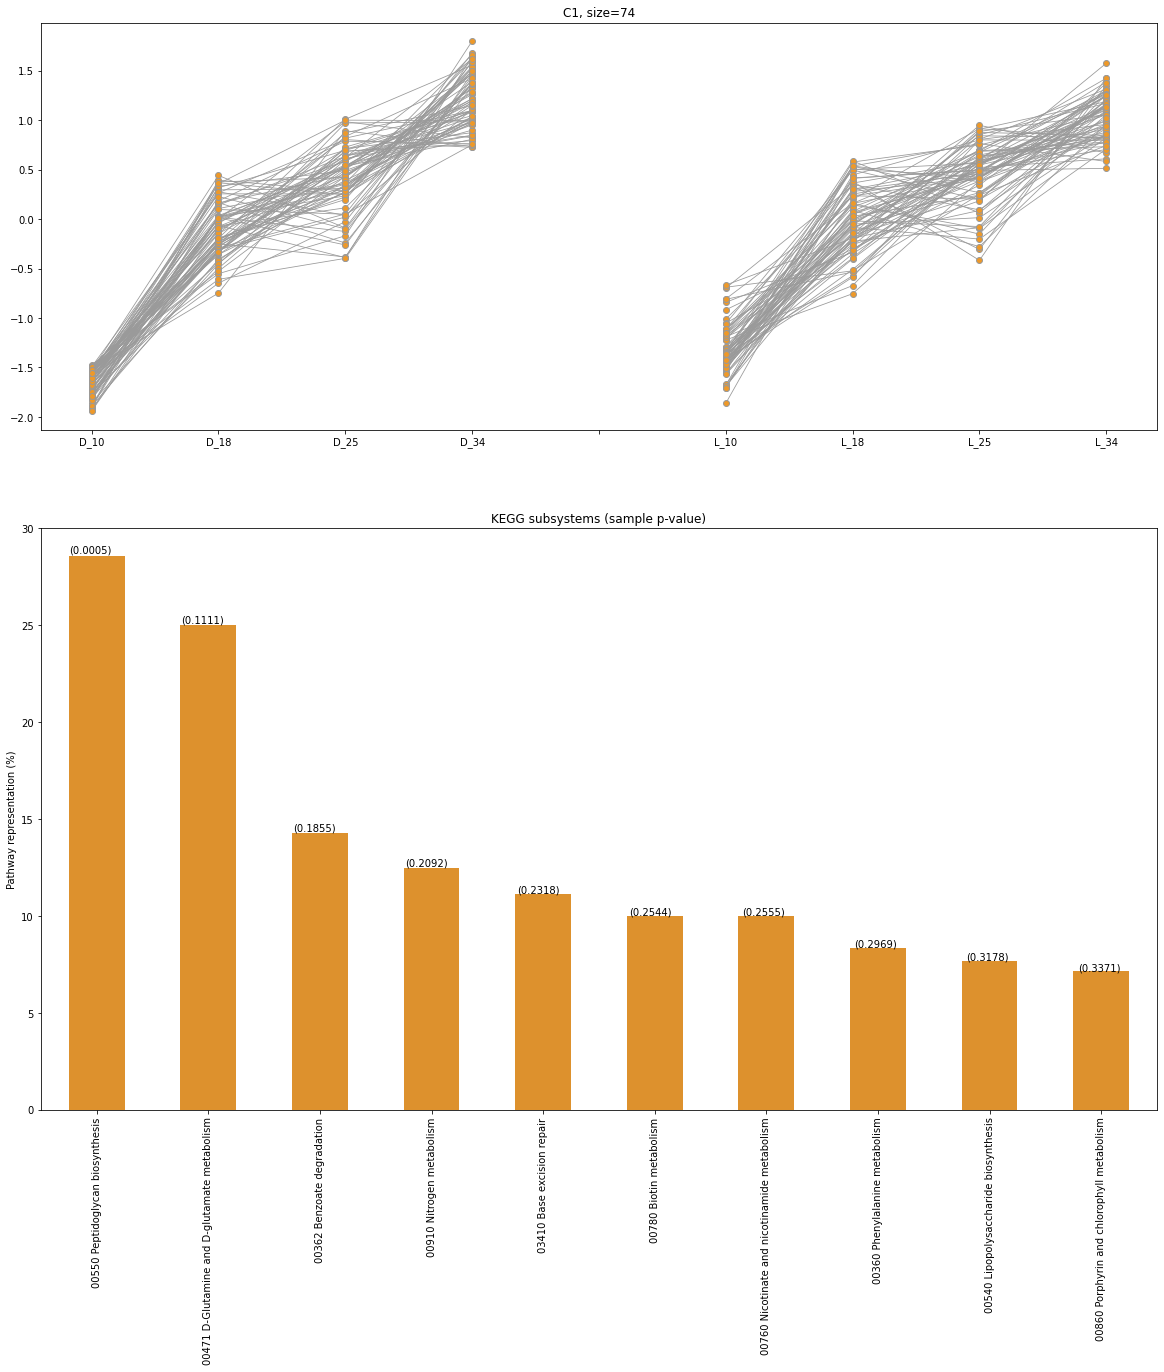 C1, size=74
1.5
1.0
0.5
0.0
−0.5
−1.0
−1.5
−2.0
D_10 D_18 D_25 D_34 L_10 L_18 L_25 L_34
KEGG subsystems (sample p-value)
Pathway representation (%)
30
25
20
15
10
5
0
(0.0005)
(0.1111)
(0.1855)
(0.2092)
(0.2318)
(0.2544)
(0.2555)
(0.2969)
(0.3178)
(0.3371)
00550 Peptidoglycan biosynthesis
00471 D-Glutamine and D-glutamate metabolism
00362 Benzoate degradation
00910 Nitrogen metabolism
03410 Base excision repair
00780 Biotin metabolism
00760 Nicotinate and nicotinamide metabolism
00360 Phenylalanine metabolism
00540 Lipopolysaccharide biosynthesis
00860 Porphyrin and chlorophyll metabolism